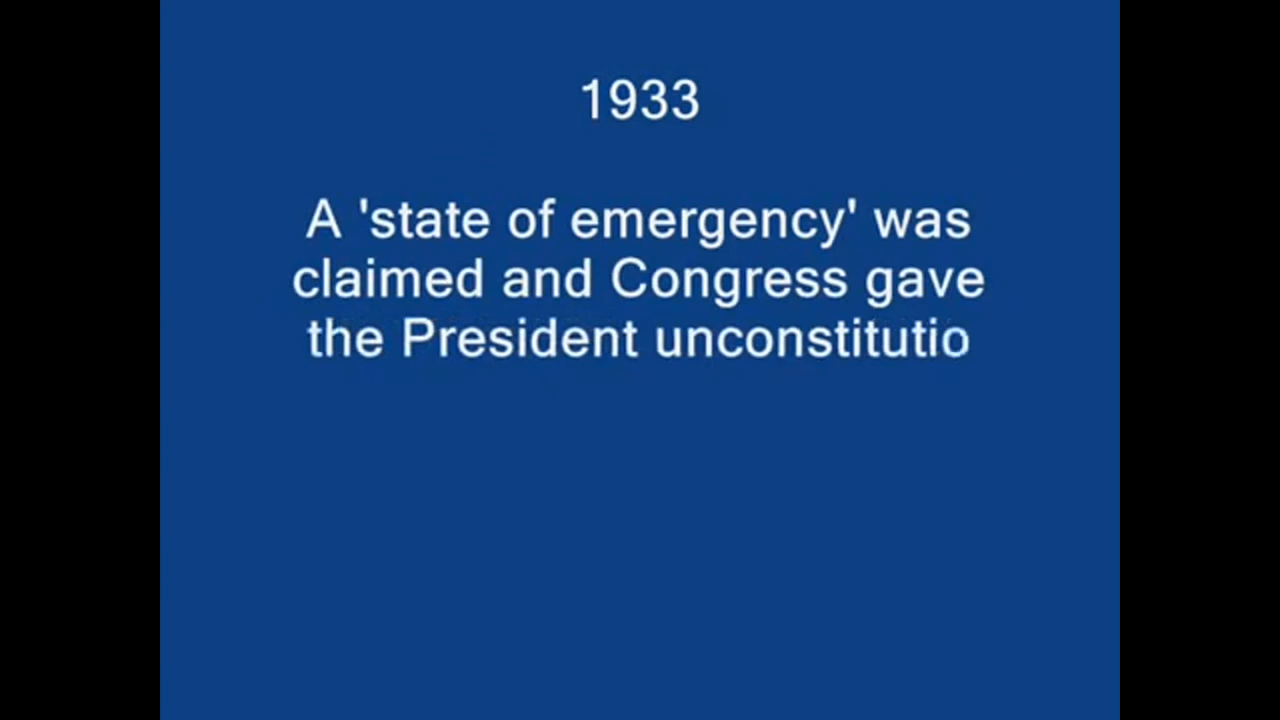 1933
A 'state of emergency' was
claimed and Congress gave
the President unconstitutio